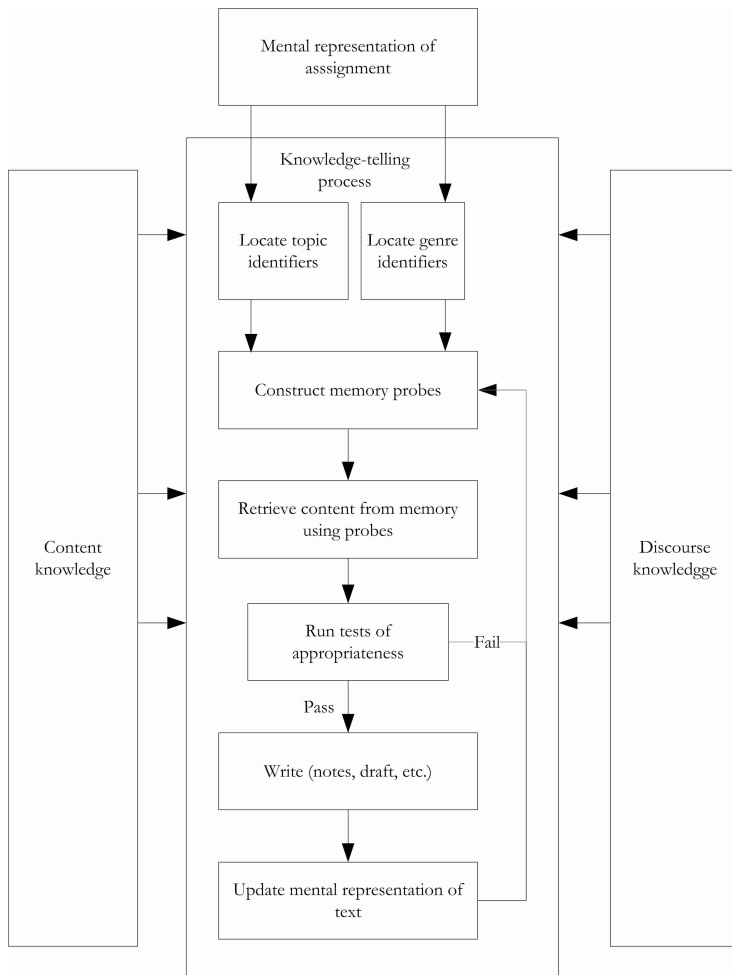 Mental representation of
asssignment
Knowledge-telling
process
Locate topic
identifiers
Locate genre
identifiers
Construct memory probes
Retrieve content from memory
using probes
Content
knowledge
Discourse
knowledgge
Run tests of
appropriateness
Fail
Pass
Write (notes, draft, etc.)
Update mental representation of
text